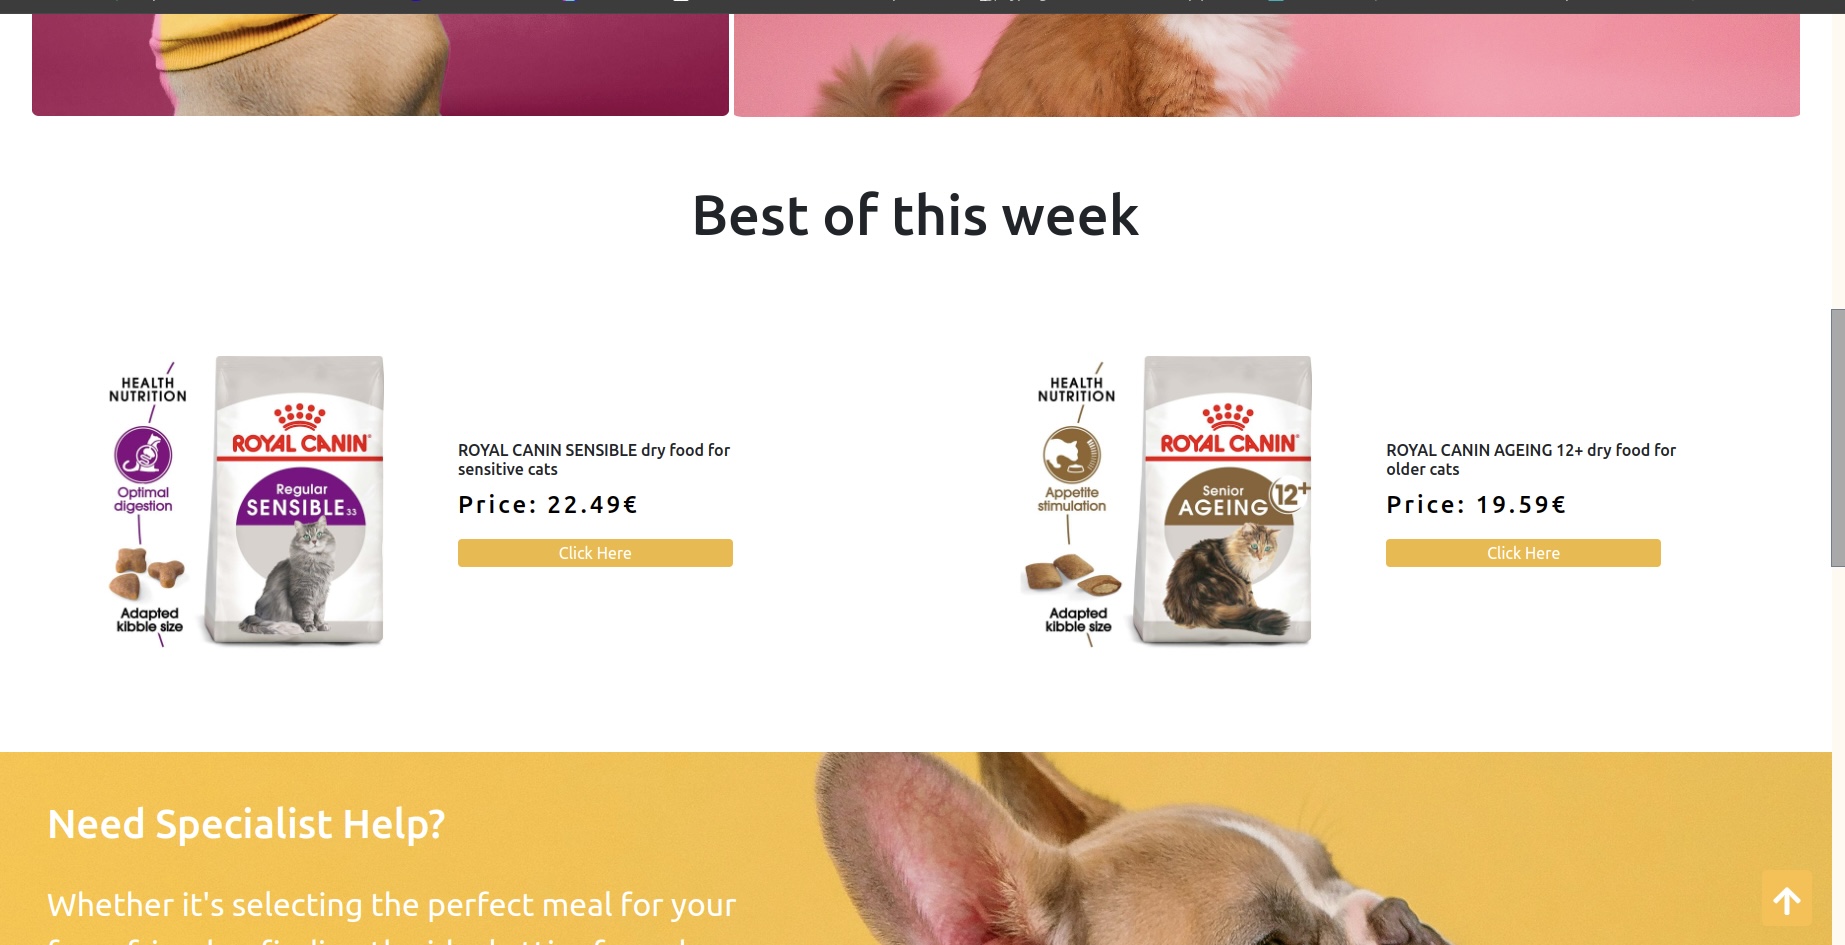 Best of this week
HEALTH
NUTRITION
Optimal
digestion
Adapted
kibble size
ROYAL CANIN
Regular
SENSIBLE 33
ROYAL CANIN SENSIBLE dry food for
sensitive cats
Price: 22.49€
Click Here
HEALTH
NUTRITION
Appetite
stimulation
Adapted
kibble size
ROYAL CANIN
Senior
AGEING 12+
ROYAL CANIN AGEING 12+ dry food for
older cats
Price: 19.59€
Click Here
Need Specialist Help?
Whether it's selecting the perfect meal for your